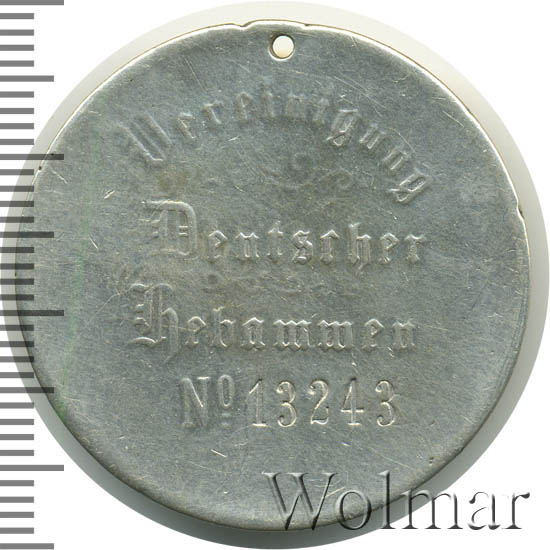 Vereinigung
Deutscher
Hebammen
No 13243
Wolmar